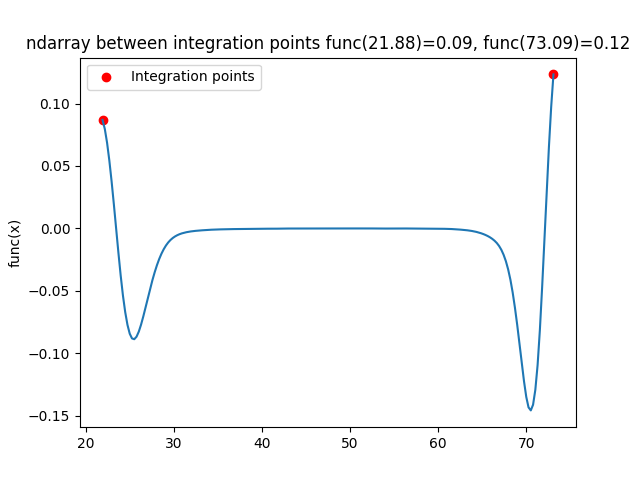 ndarray between integration points func(21.88)=0.09, func(73.09)=0.12
Integration points
func(x)
0.10
0.05
0.00
−0.05
−0.10
−0.15
20 30 40 50 60 70